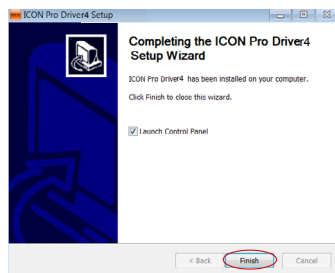 ICON Pro Driver4 Setup
Completing the ICON Pro Driver4
Setup Wizard
ICON Pro Driver4 has been installed on your computer.
Click Finish to close this wizard.
Launch Control Panel
< Back Finish Cancel